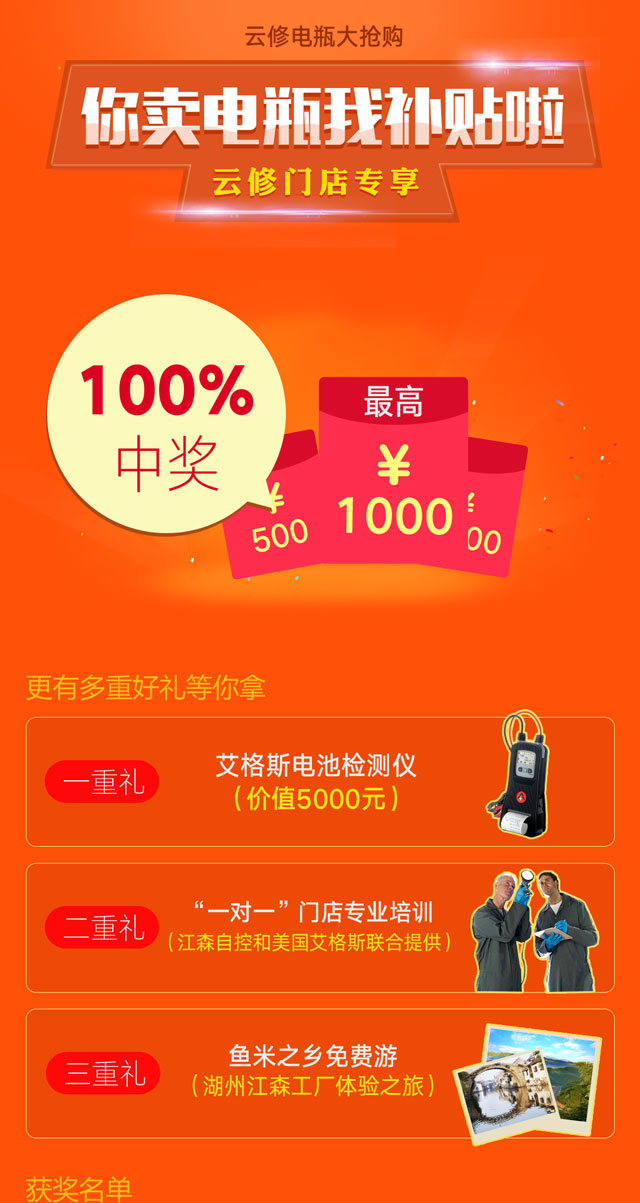 云修电瓶大抢购
你卖电瓶我补贴啦
云修门店专享
100%
中奖
最高
¥
1000
¥
500
¥
00
更有多重好礼等你拿
一重礼
艾格斯电池检测仪
（价值5000元）
二重礼
“一对一”门店专业培训
（江森自控和美国艾格斯联合提供）
三重礼
鱼米之乡免费游
（湖州江森工厂体验之旅）
获奖名单